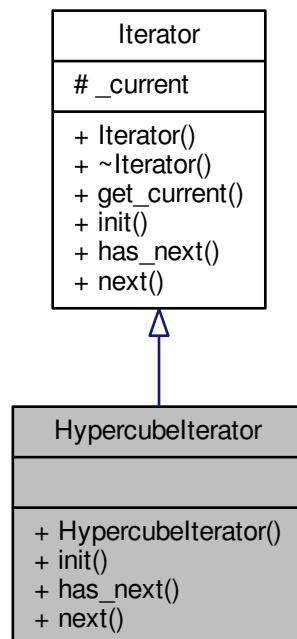 Iterator
# _current
+ Iterator()
+ ~Iterator()
+ get_current()
+ init()
+ has_next()
+ next()
HypercubeIterator
+ HypercubeIterator()
+ init()
+ has_next()
+ next()